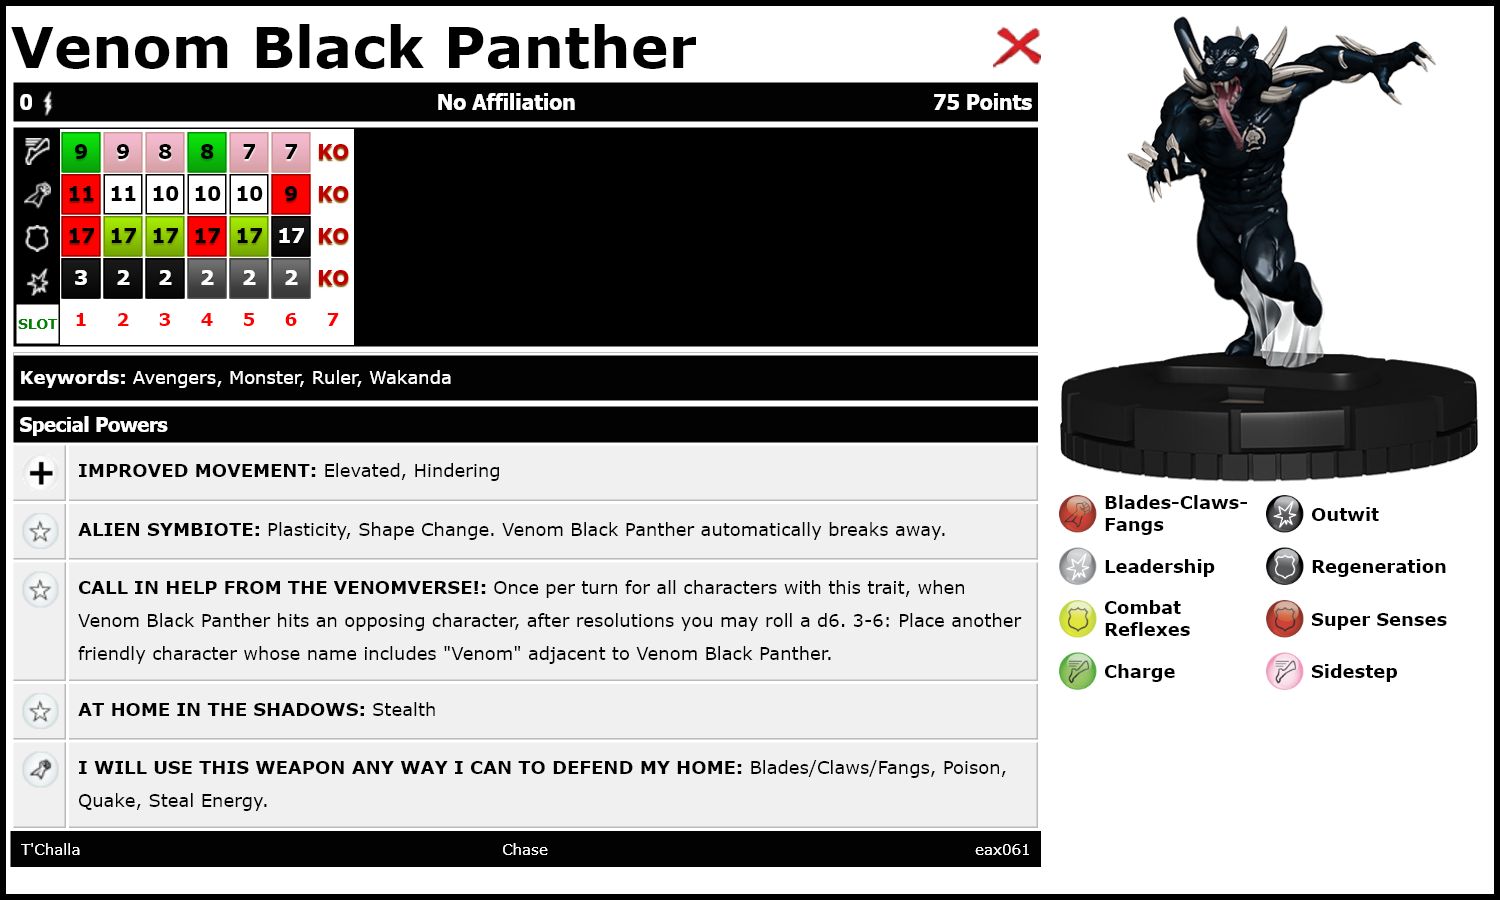 Venom Black Panther
0 No Affiliation 75 Points
9 9 8 8 7 7 KO
11 11 10 10 10 9 KO
17 17 17 17 17 17 KO
3 2 2 2 2 2 KO
SLOT 1 2 3 4 5 6 7
Keywords: Avengers, Monster, Ruler, Wakanda
Special Powers
IMPROVED MOVEMENT: Elevated, Hindering
ALIEN SYMBIOTE: Plasticity, Shape Change. Venom Black Panther automatically breaks away.
CALL IN HELP FROM THE VENOMVERSE!: Once per turn for all characters with this trait, when
Venom Black Panther hits an opposing character, after resolutions you may roll a d6. 3-6: Place another
friendly character whose name includes "Venom" adjacent to Venom Black Panther.
AT HOME IN THE SHADOWS: Stealth
I WILL USE THIS WEAPON ANY WAY I CAN TO DEFEND MY HOME: Blades/Claws/Fangs, Poison,
Quake, Steal Energy.
T'Challa Chase eax061
Blades-Claws-
Fangs
Outwit
Leadership
Regeneration
Combat
Reflexes
Super Senses
Charge
Sidestep